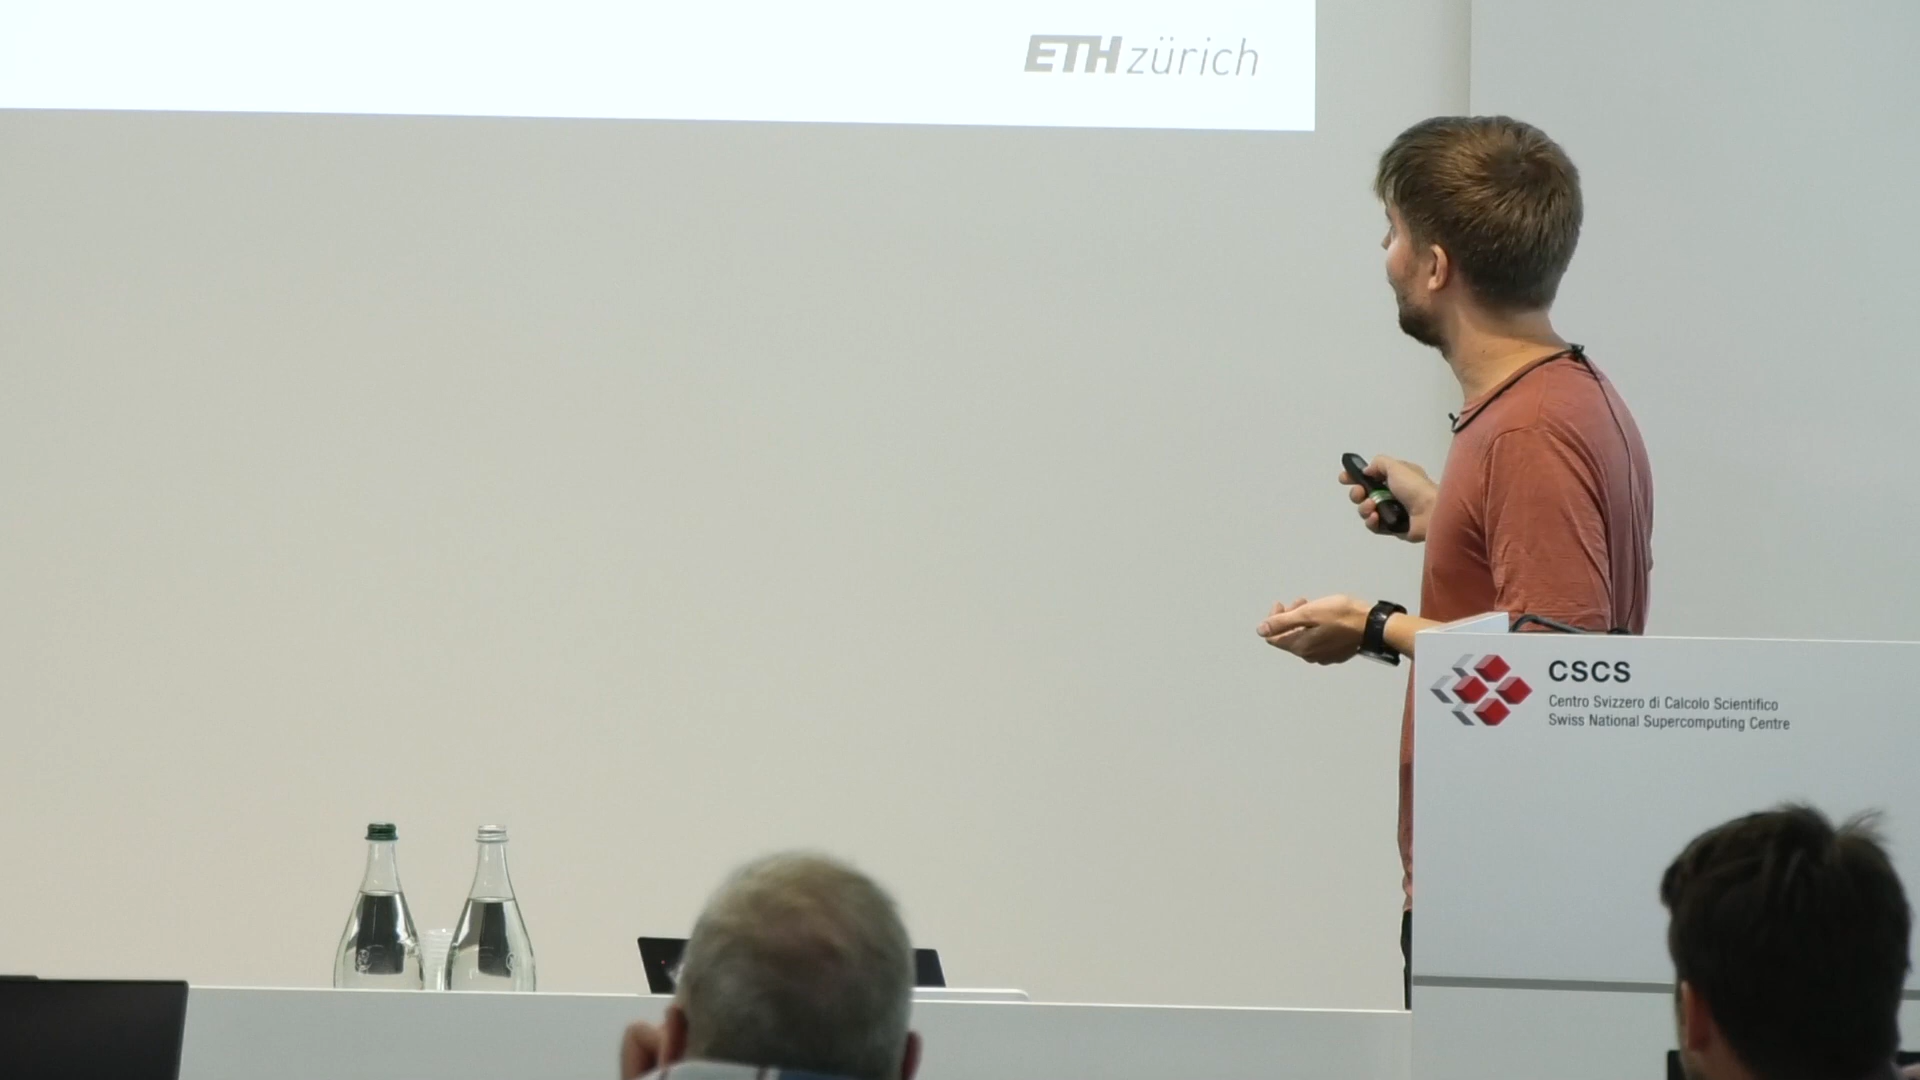 ETH zürich
CSCS
Centro Svizzero di Calcolo Scientifico
Swiss National Supercomputing Centre